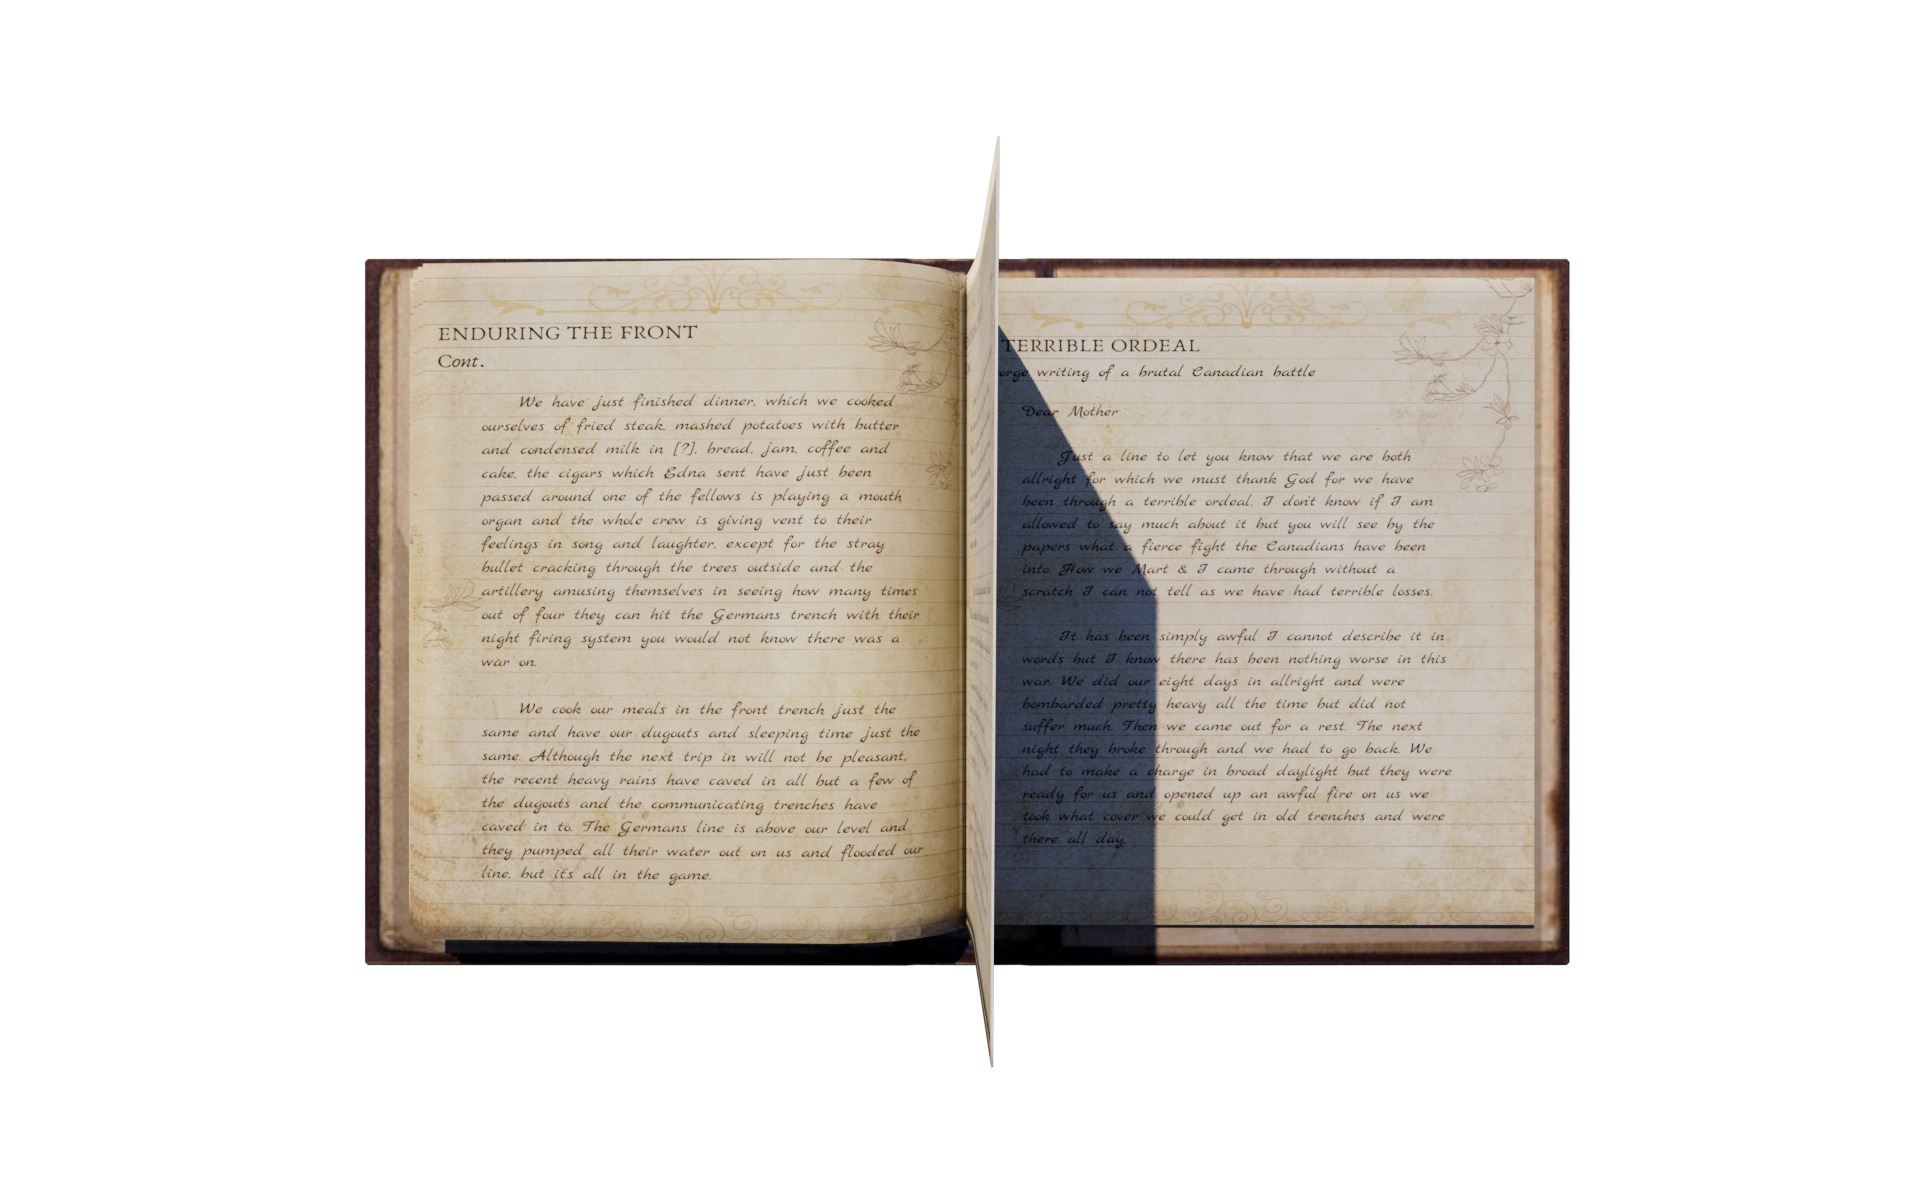 ENDURING THE FRONT
Cont.
We have just finished dinner, which we cooked
ourselves of fried steak, mashed potatoes with butter
and condensed milk in [?], bread, jam, coffee and
cake, the cigars which Edna sent have just been
passed around one of the fellows is playing a mouth
organ and the whole crew is giving vent to their
feelings in song and laughter, except for the stray
bullet cracking through the trees outside and the
artillery amusing themselves in seeing how many times
out of four they can hit the Germans trench with their
night firing system you would not know there was a
war on.
We cook our meals in the front trench just the
same and have our dugouts and sleeping time just the
same. Although the next trip in will not be pleasant,
the recent heavy rains have caved in all but a few of
the dugouts and the communicating trenches have
caved in to. The Germans line is above our level and
they pumped all their water out on us and flooded our
line, but it's all in the game.
TERRIBLE ORDEAL
writing of a brutal Canadian battle
Dear Mother
Just a line to let you know that we are both
allright for which we must thank God for we have
been through a terrible ordeal. I don't know if I am
allowed to say much about it but you will see by the
papers what a fierce fight the Canadians have been
into. How we Mart & I came through without a
scratch I can not tell as we have had terrible losses.
It has been simply awful I cannot describe it in
words but I know there has been nothing worse in this
war. We did our eight days in allright and were
bombarded pretty heavy all the time but did not
suffer much. Then we came out for a rest. The next
night they broke through and we had to go back. We
had to make a charge in broad daylight but they were
ready for us and opened up an awful fire on us we
took what cover we could get in old trenches and were
there all day.